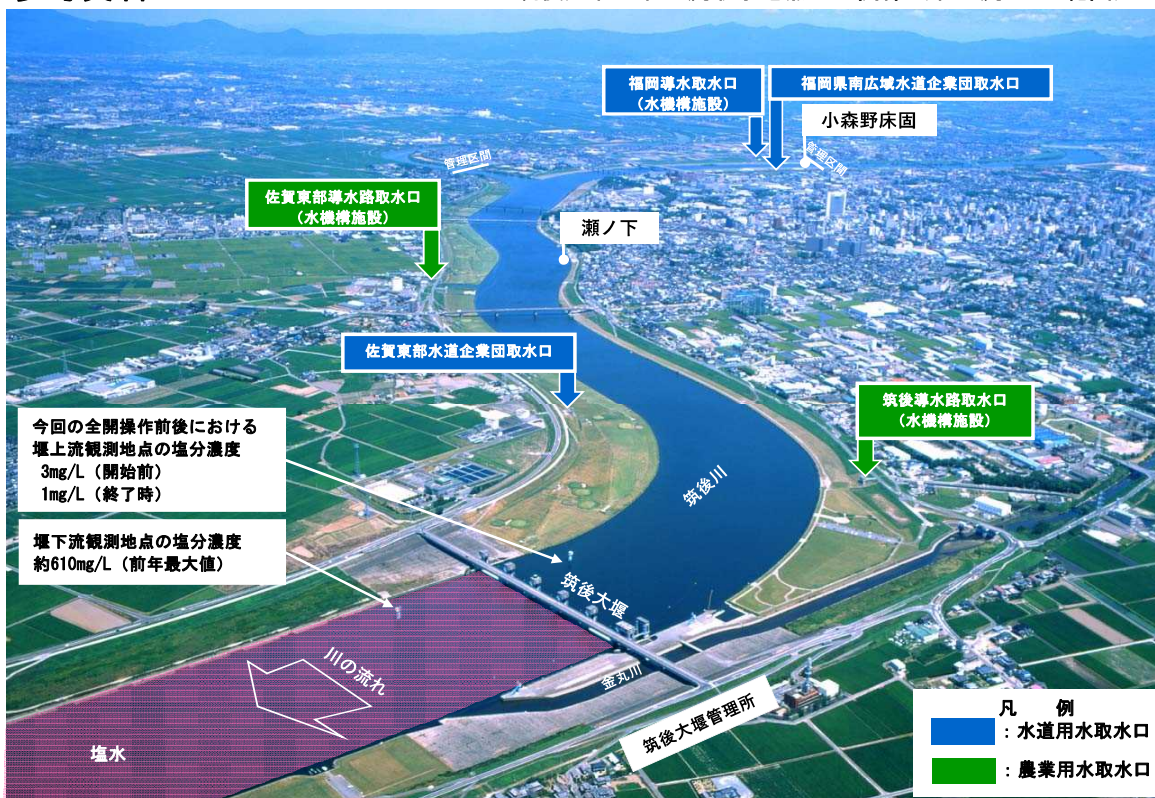 福岡導水取水口
（水機構施設）
福岡県南広域水道企業団取水口
小森野床固
管理区間
管理区間
佐賀東部導水路取水口
（水機構施設）
瀬ノ下
佐賀東部水道企業団取水口
筑後導水路取水口
（水機構施設）
今回の全開操作前後における
堰上流観測地点の塩分濃度
3mg/L（開始前）
1mg/L（終了時）
筑後川
堰下流観測地点の塩分濃度
約610mg/L（前年最大値）
筑後大堰
川の流れ
金丸川
筑後大堰管理所
塩水
凡　例
：水道用水取水口
：農業用水取水口